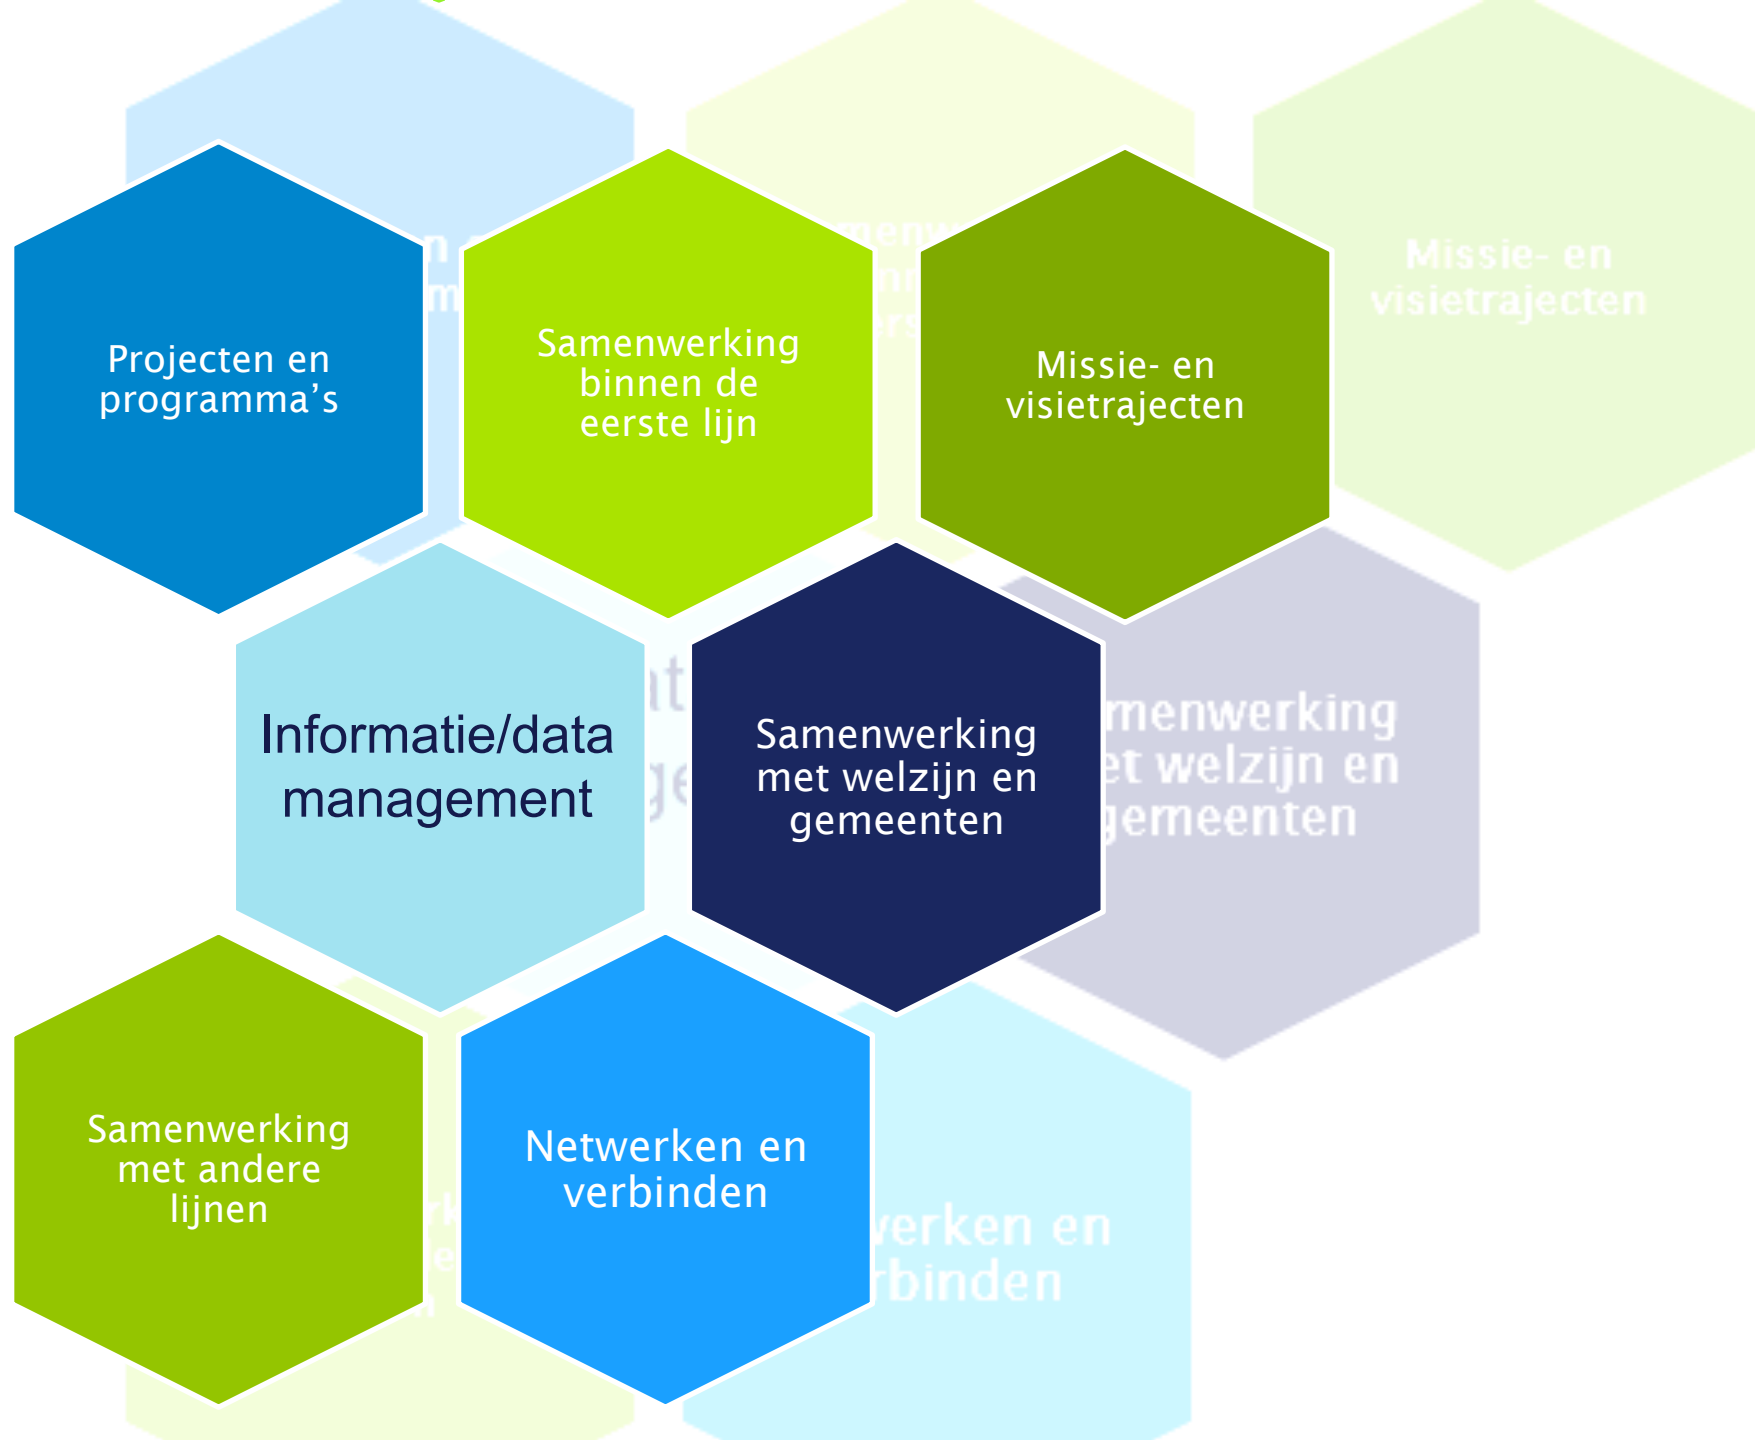 Projecten en
programma’s
Samenwerking
binnen de
eerste lijn
Missie- en
visietrajecten
Missie- en
visietrajecten
Informatie/data
management
Samenwerking
met welzijn en
gemeenten
menwerking
et welzijn en
gemeenten
Samenwerking
met andere
lijnen
Netwerken en
verbinden
werken en
rbinden